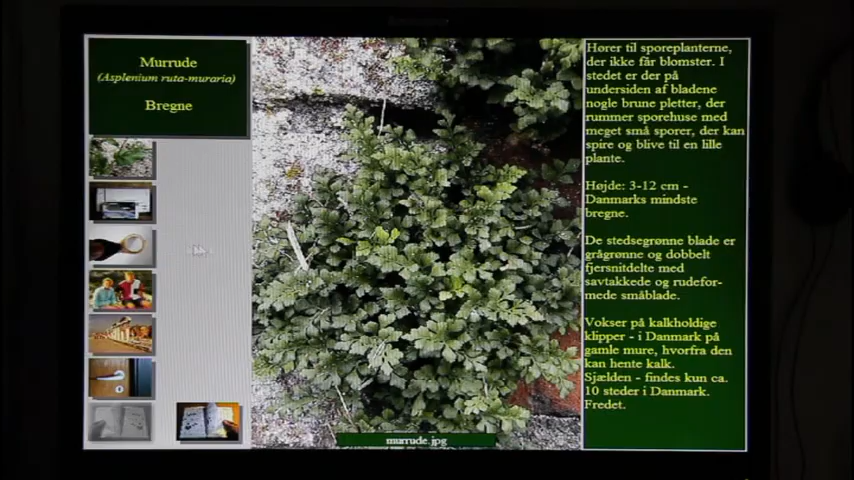 Murrude
(Asplenium ruta-muraria)
Bregne
Hører til sporeplanterne,
der ikke får blomster. I
stedet er der på
undersiden af bladene
nogle brune pletter, der
rummer sporehuse med
meget små sporer, der kan
spire og blive til en lille
plante.
Højde: 3-12 cm -
Danmarks mindste
bregne.
De stedsegrønne blade er
grågrønne og dobbelt
fjersnitdelte med
savtakkede og rudefor-
mede småblade.
Vokser på kalkholdige
klipper - i Danmark på
gamle mure, hvorfra den
kan hente kalk.
Sjælden - findes kun ca.
10 steder i Danmark.
Fredet.
murrude.jpg